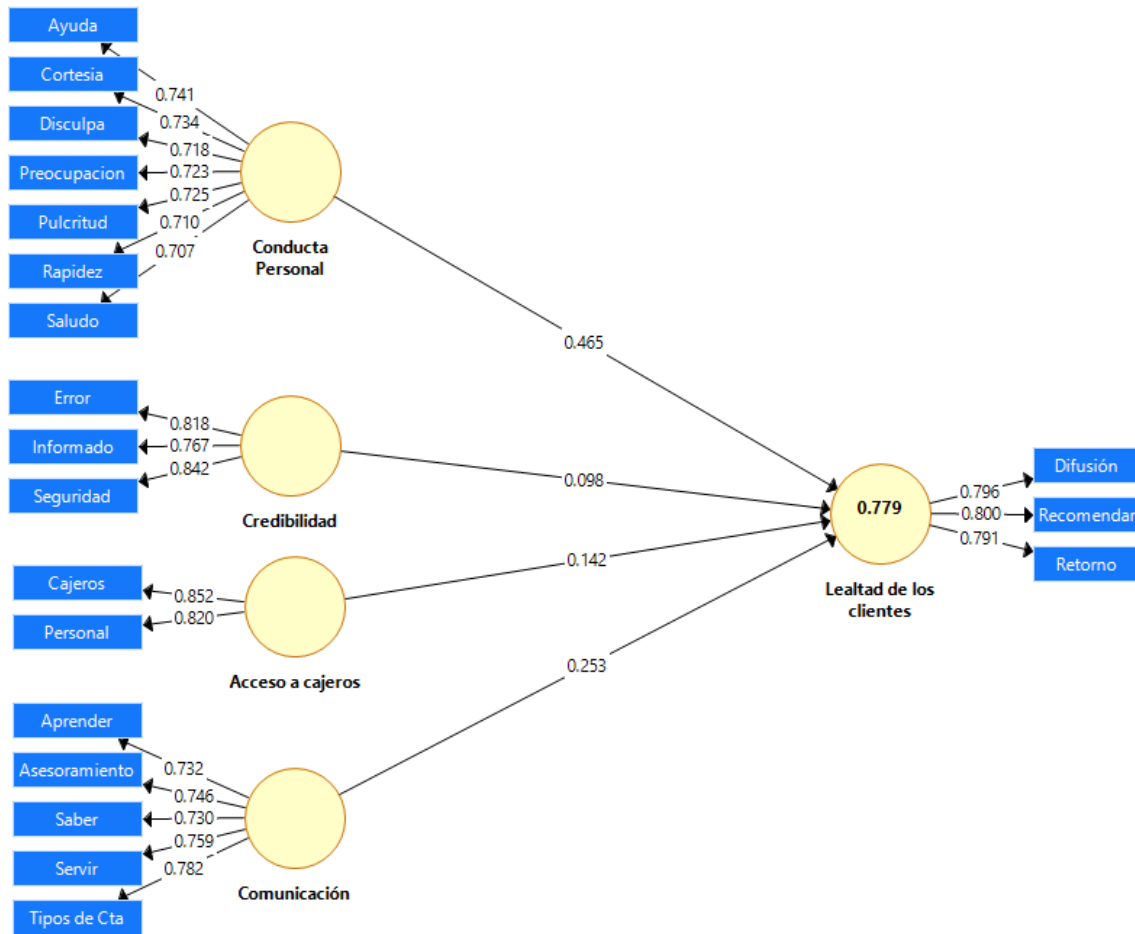 Ayuda
Cortesia
Disculpa
Preocupacion
Pulcritud
Rapidez
Saludo
0.741
0.734
0.718
0.723
0.725
0.710
0.707
Conducta
Personal
0.465
Error
Informado
Seguridad
0.818
0.767
0.842
Credibilidad
0.098
Cajeros
Personal
0.852
0.820
Acceso a cajeros
0.142
Aprender
Asesoramiento
Saber
Servir
Tipos de Cta
0.732
0.746
0.730
0.759
0.782
Comunicación
0.253
0.779
Lealtad de los
clientes
0.796
0.800
0.791
Difusión
Recomendar
Retorno